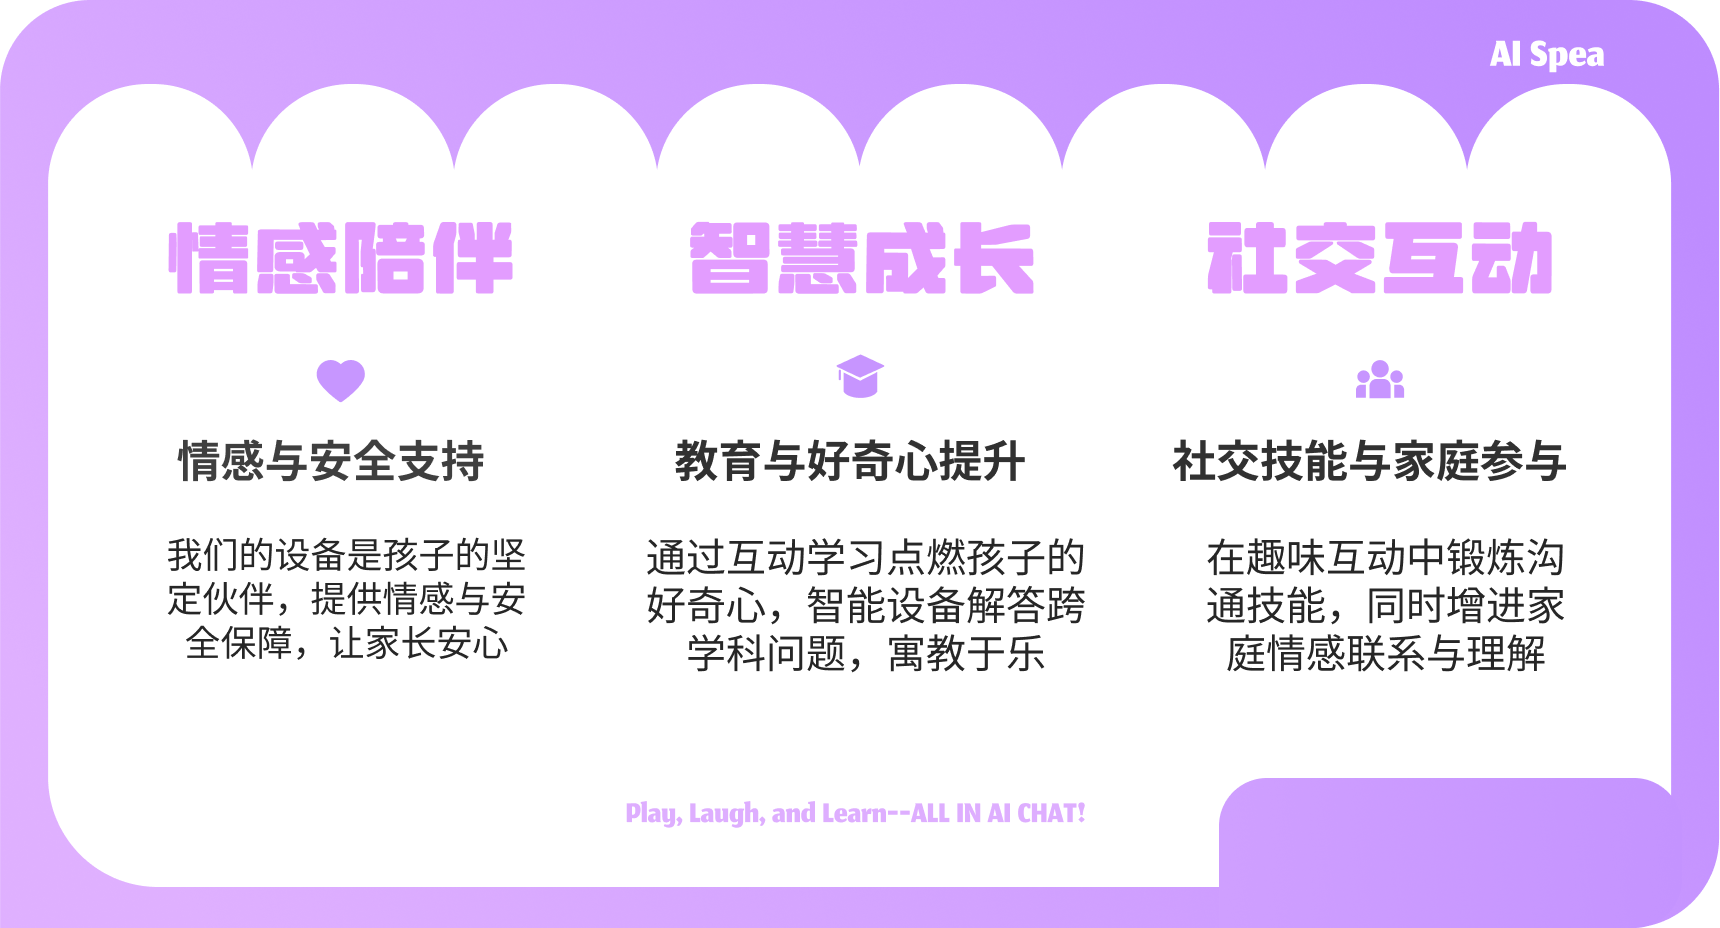 AI Spea
情感陪伴
智慧成长
社交互动
情感与安全支持
教育与好奇心提升
社交技能与家庭参与
我们的设备是孩子的坚
定伙伴，提供情感与安
全保障，让家长安心
通过互动学习点燃孩子的
好奇心，智能设备解答跨
学科问题，寓教于乐
在趣味互动中锻炼沟
通技能，同时增进家
庭情感联系与理解
Play, Laugh, and Learn--ALL IN AI CHAT!